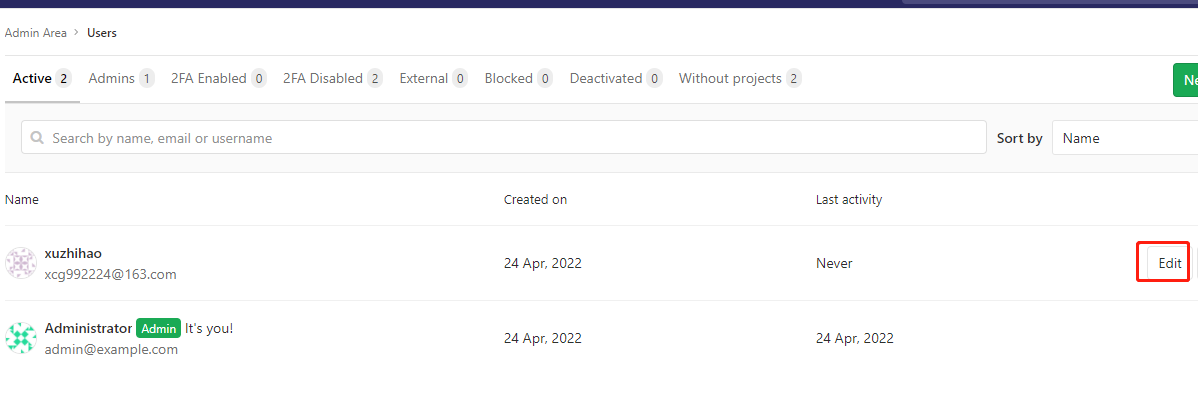 Admin Area > Users
Active 2 Admins 1 2FA Enabled 0 2FA Disabled 2 External 0 Blocked 0 Deactivated 0 Without projects 2
Search by name, email or username Sort by Name
Name Created on Last activity
xuzhihao
xcg992224@163.com 24 Apr, 2022 Never Edit
Administrator Admin It's you!
admin@example.com 24 Apr, 2022 24 Apr, 2022